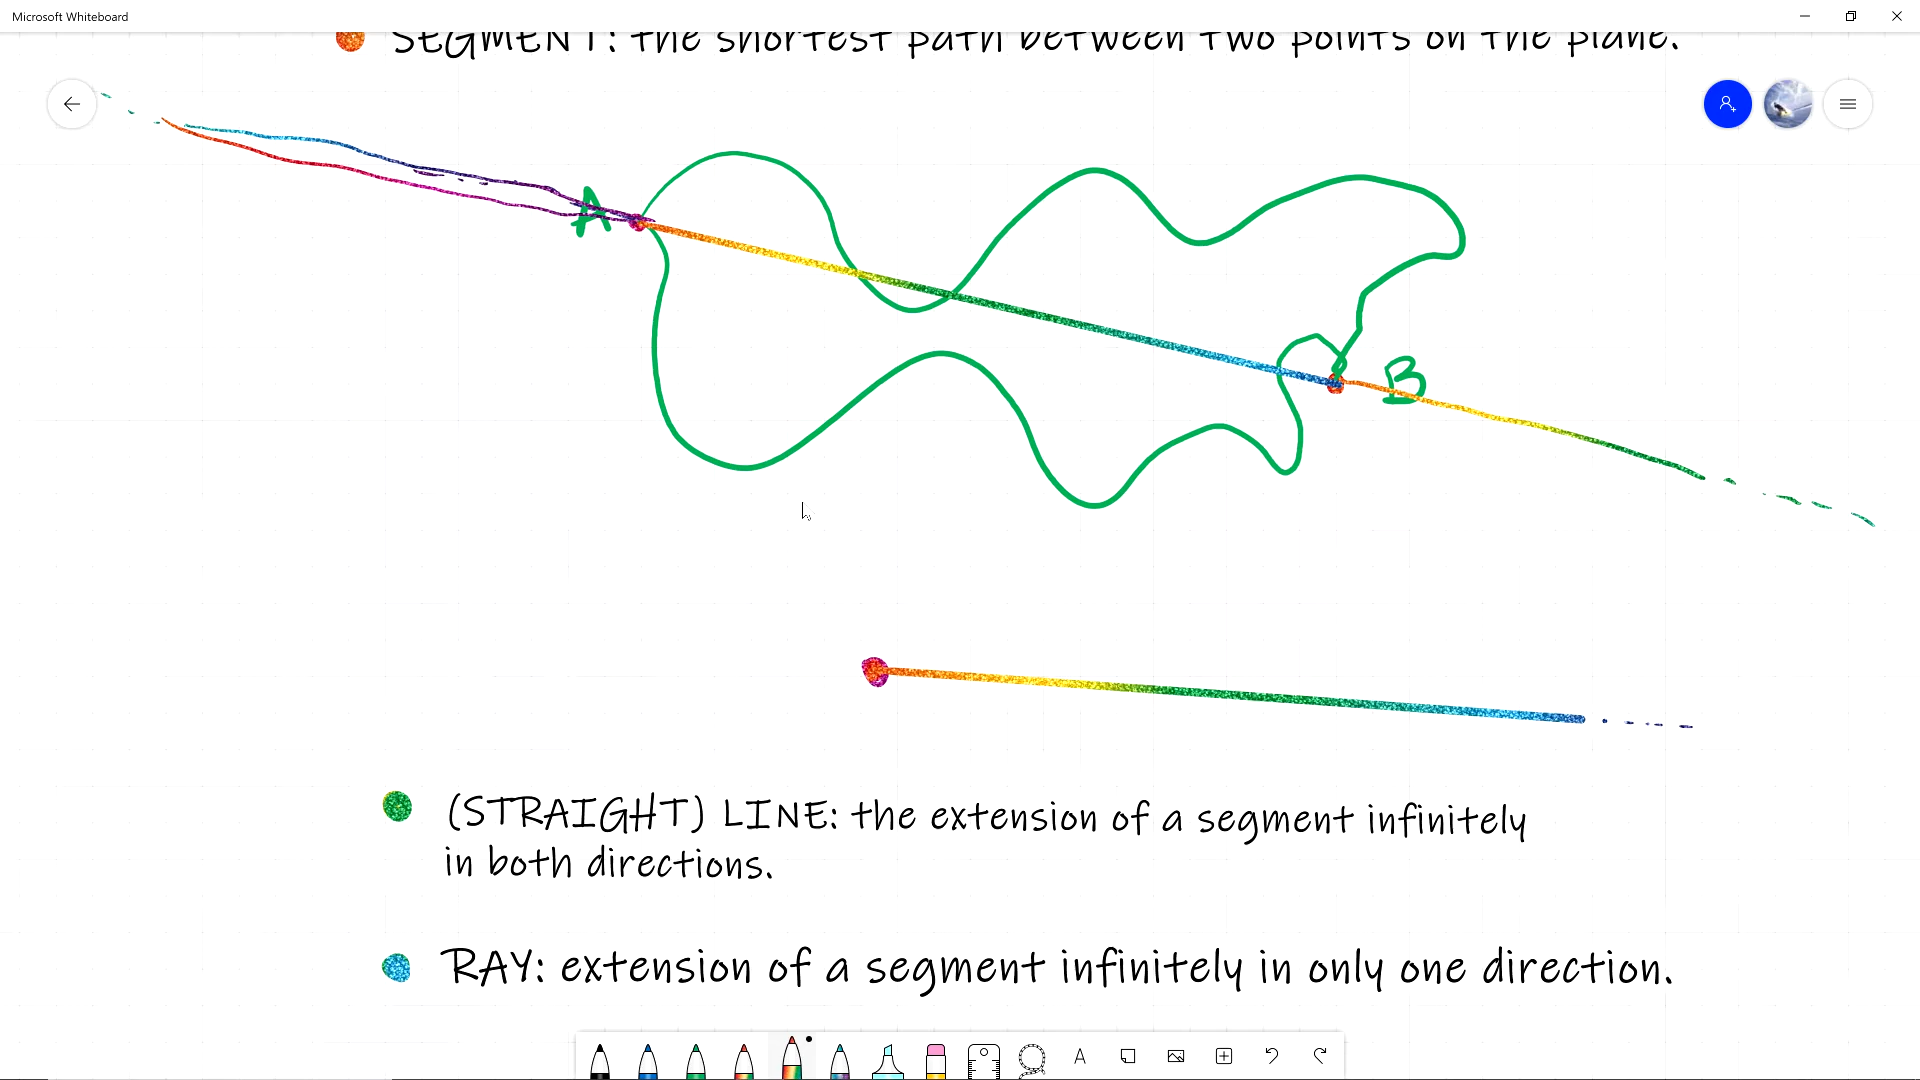 Microsoft Whiteboard
SEGMENT: the shortest path between two points on the plane.
A
B
(STRAIGHT) LINE: the extension of a segment infinitely
in both directions.
RAY: extension of a segment infinitely in only one direction.
A